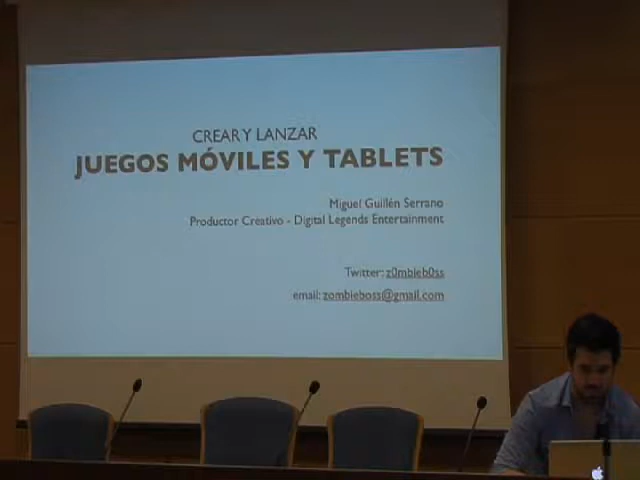 CREAR Y LANZAR
JUEGOS MÓVILES Y TABLETS
Miguel Guillén Serrano
Productor Creativo - Digital Legends Entertainment
Twitter: z0mbieb0ss
email: zombieboss@gmail.com